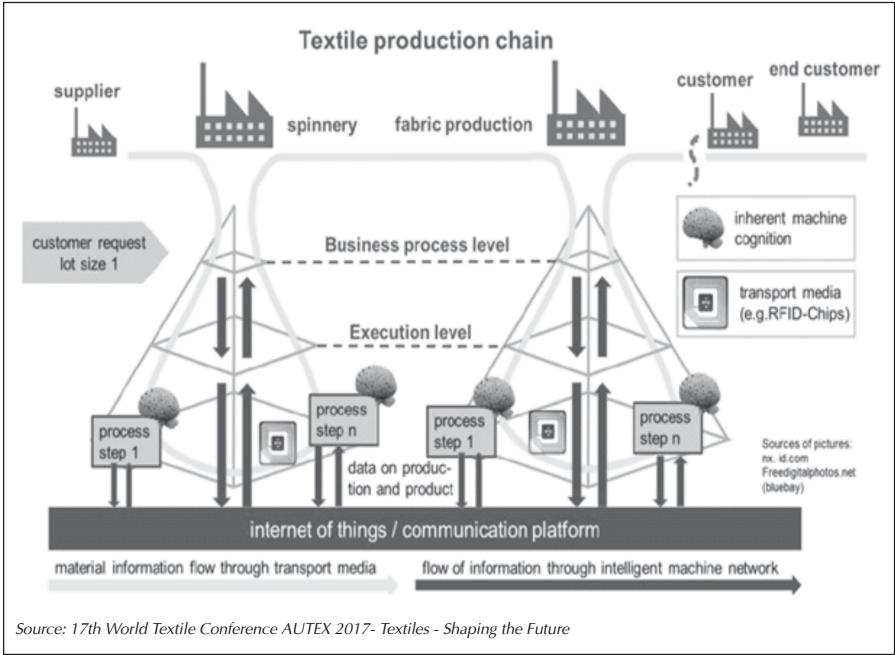 Textile production chain
supplier
spinnery
fabric production
customer
end customer
customer request
lot size 1
Business process level
Execution level
inherent machine
cognition
transport media
(e.g.RFID-Chips)
process
step 1
process
step n
data on produc-
tion and product
process
step 1
process
step n
Sources of pictures:
nx. id.com
Freedigitalphotos.net
(bluebay)
internet of things / communication platform
material information flow through transport media
flow of information through intelligent machine network
Source: 17th World Textile Conference AUTEX 2017- Textiles - Shaping the Future